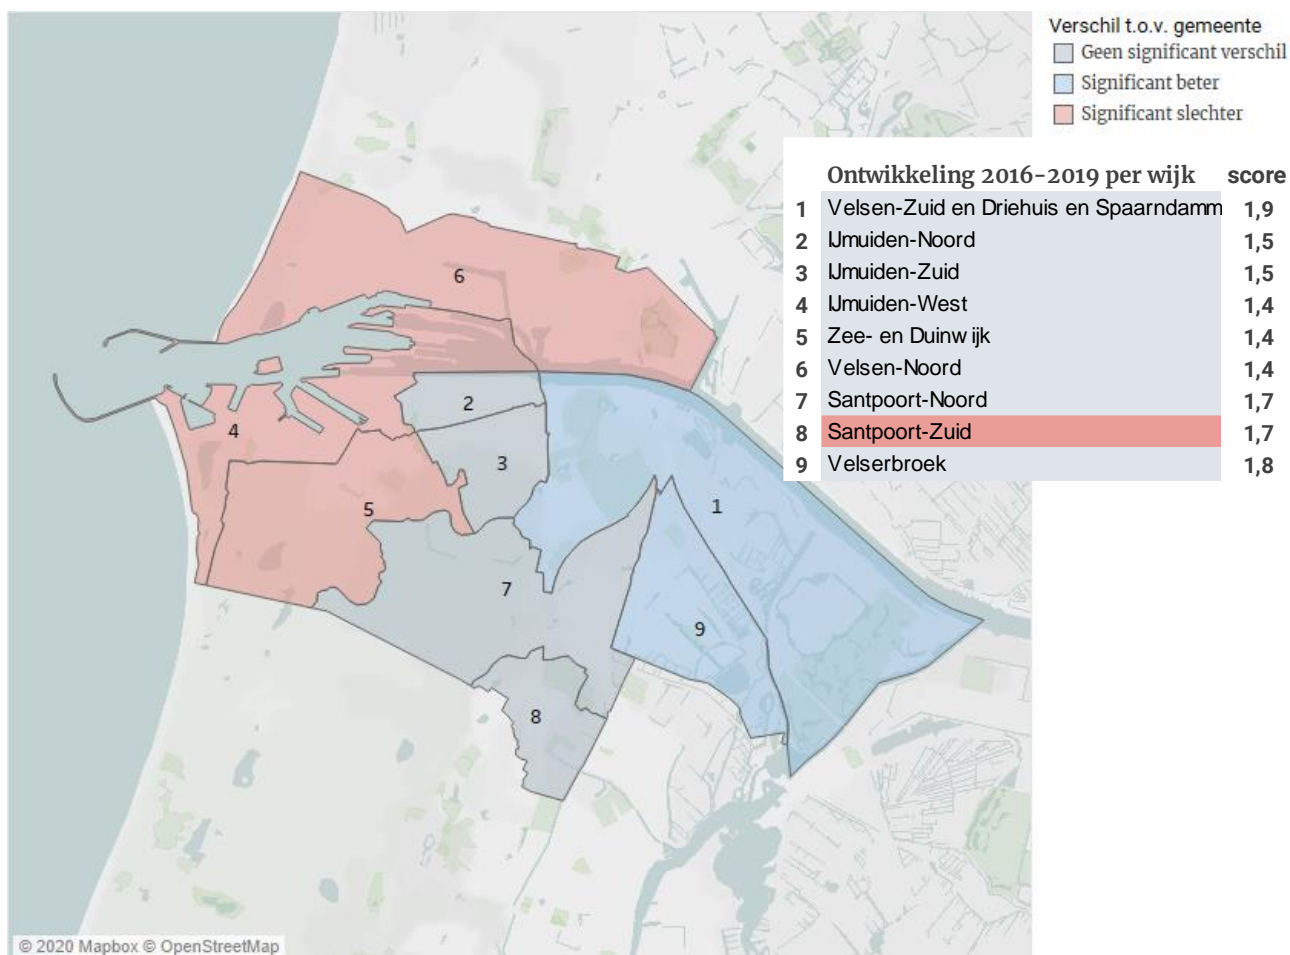 Verschil t.o.v. gemeente
Geen significant verschil
Significant beter
Significant slechter
Ontwikkeling 2016-2019 per wijk score
1 Velsen-Zuid en Driehuis en Spaarndamm 1,9
2 IJmuiden-Noord 1,5
3 IJmuiden-Zuid 1,5
4 IJmuiden-West 1,4
5 Zee- en Duinwijk 1,4
6 Velsen-Noord 1,4
7 Santpoort-Noord 1,7
8 Santpoort-Zuid 1,7
9 Velserbroek 1,8
6
2
4
3
5
1
7
9
8
© 2020 Mapbox © OpenStreetMap